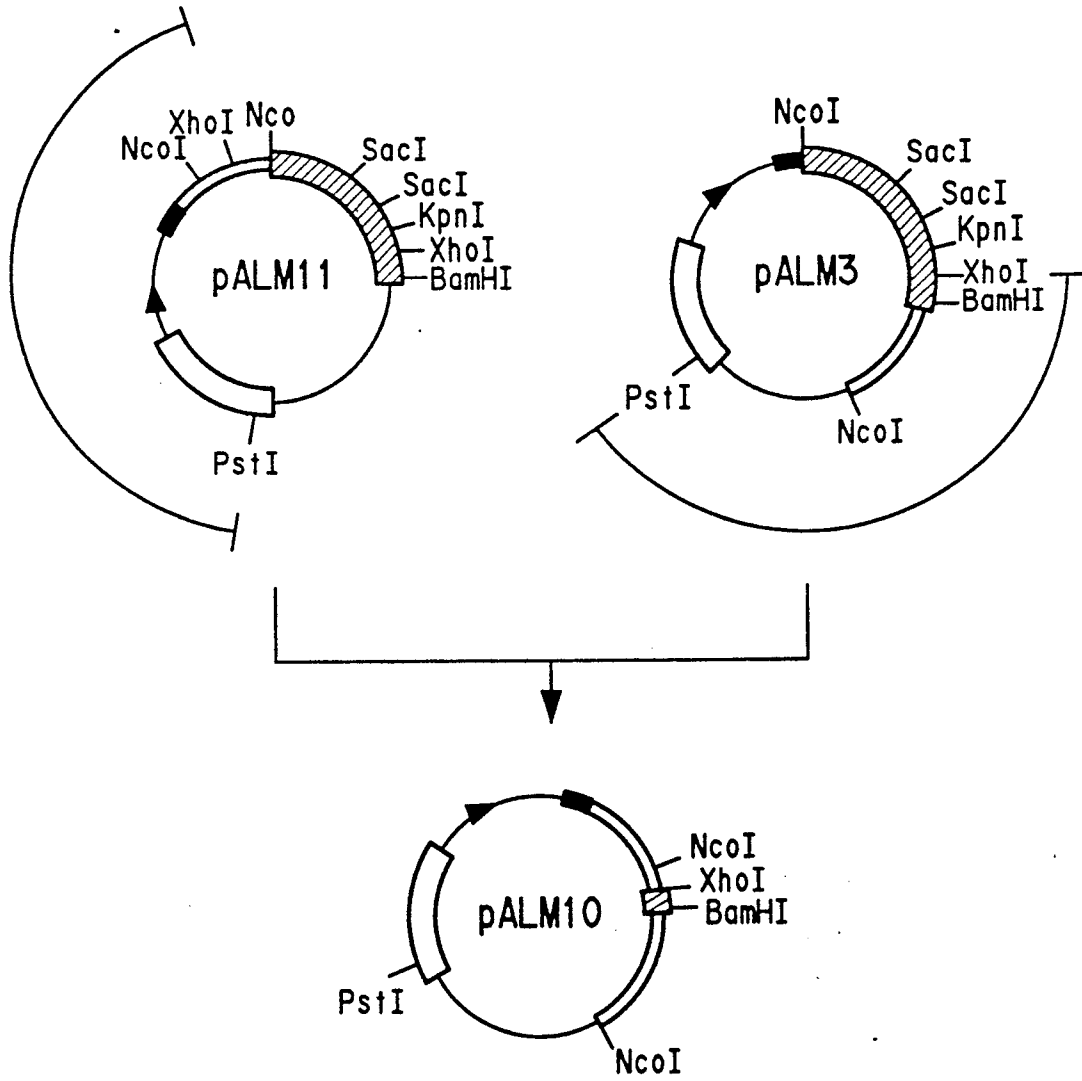 NcoI
XhoI
Nco
SacI
SacI
KpnI
XhoI
BamHI
pALM11
PstI
NcoI
SacI
SacI
KpnI
XhoI
BamHI
pALM3
PstI
NcoI
NcoI
XhoI
BamHI
pALM10
PstI
NcoI